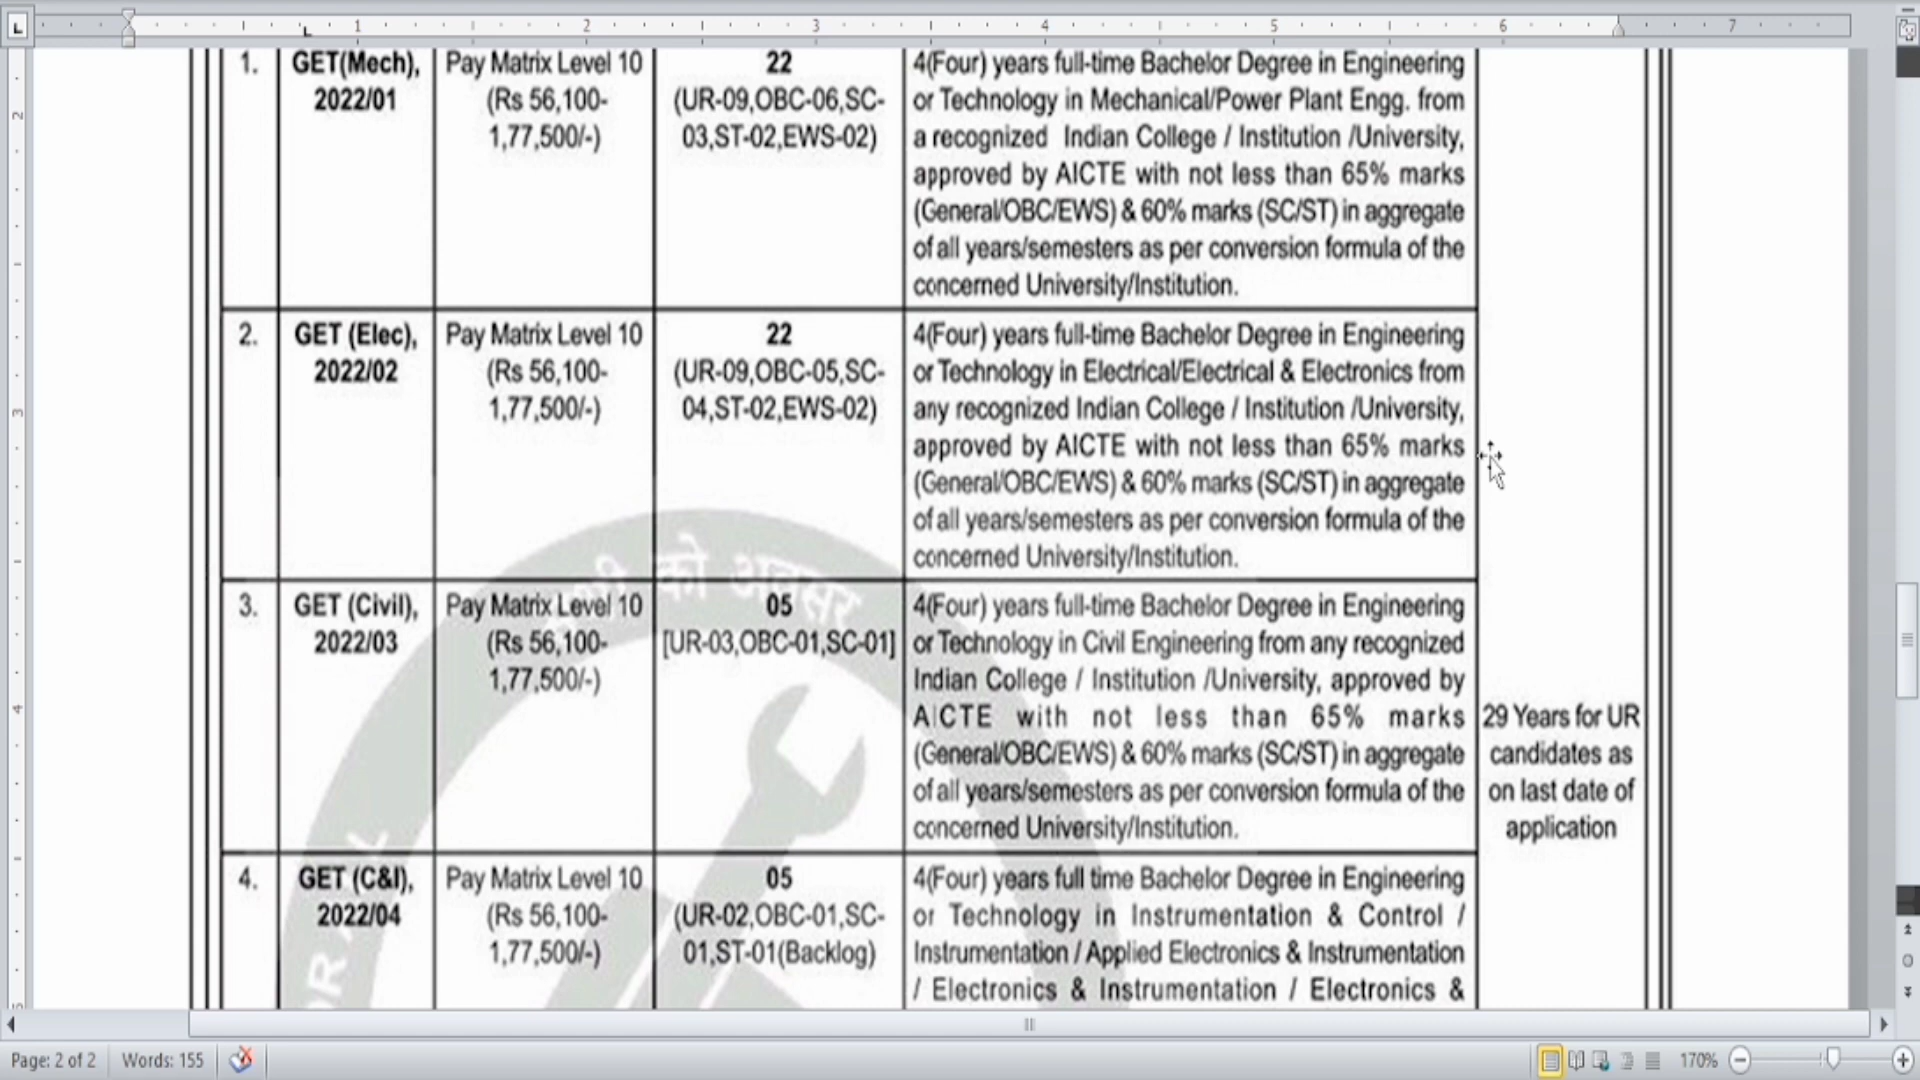 1 2 3 4 5 6 7
1. GET(Mech), 2022/01
Pay Matrix Level 10
(Rs 56,100-
1,77,500/-)
22
(UR-09,OBC-06,SC-
03,ST-02,EWS-02)
4(Four) years full-time Bachelor Degree in Engineering
or Technology in Mechanical/Power Plant Engg. from
a recognized Indian College / Institution /University,
approved by AICTE with not less than 65% marks
(General/OBC/EWS) & 60% marks (SC/ST) in aggregate
of all years/semesters as per conversion formula of the
concerned University/Institution.
2. GET (Elec),
2022/02
Pay Matrix Level 10
(Rs 56,100-
1,77,500/-)
22
(UR-09,OBC-05,SC-
04,ST-02,EWS-02)
4(Four) years full-time Bachelor Degree in Engineering
or Technology in Electrical/Electrical & Electronics from
any recognized Indian College / Institution /University,
approved by AICTE with not less than 65% marks
(General/OBC/EWS) & 60% marks (SC/ST) in aggregate
of all years/semesters as per conversion formula of the
concerned University/Institution.
3. GET (Civil),
2022/03
Pay Matrix Level 10
(Rs 56,100-
1,77,500/-)
05
[UR-03,OBC-01,SC-01]
4(Four) years full-time Bachelor Degree in Engineering
or Technology in Civil Engineering from any recognized
Indian College / Institution /University, approved by
AICTE with not less than 65% marks
(General/OBC/EWS) & 60% marks (SC/ST) in aggregate
of all years/semesters as per conversion formula of the
concerned University/Institution.
4. GET (C&I),
2022/04
Pay Matrix Level 10
(Rs 56,100-
1,77,500/-)
05
(UR-02,OBC-01,SC-
01,ST-01(Backlog)
4(Four) years full time Bachelor Degree in Engineering
or Technology in Instrumentation & Control /
Instrumentation / Applied Electronics & Instrumentation
/ Electronics & Instrumentation / Electronics &
29 Years for UR
candidates as
on last date of
application
को अवसर
Page: 2 of 2 Words: 155 170%